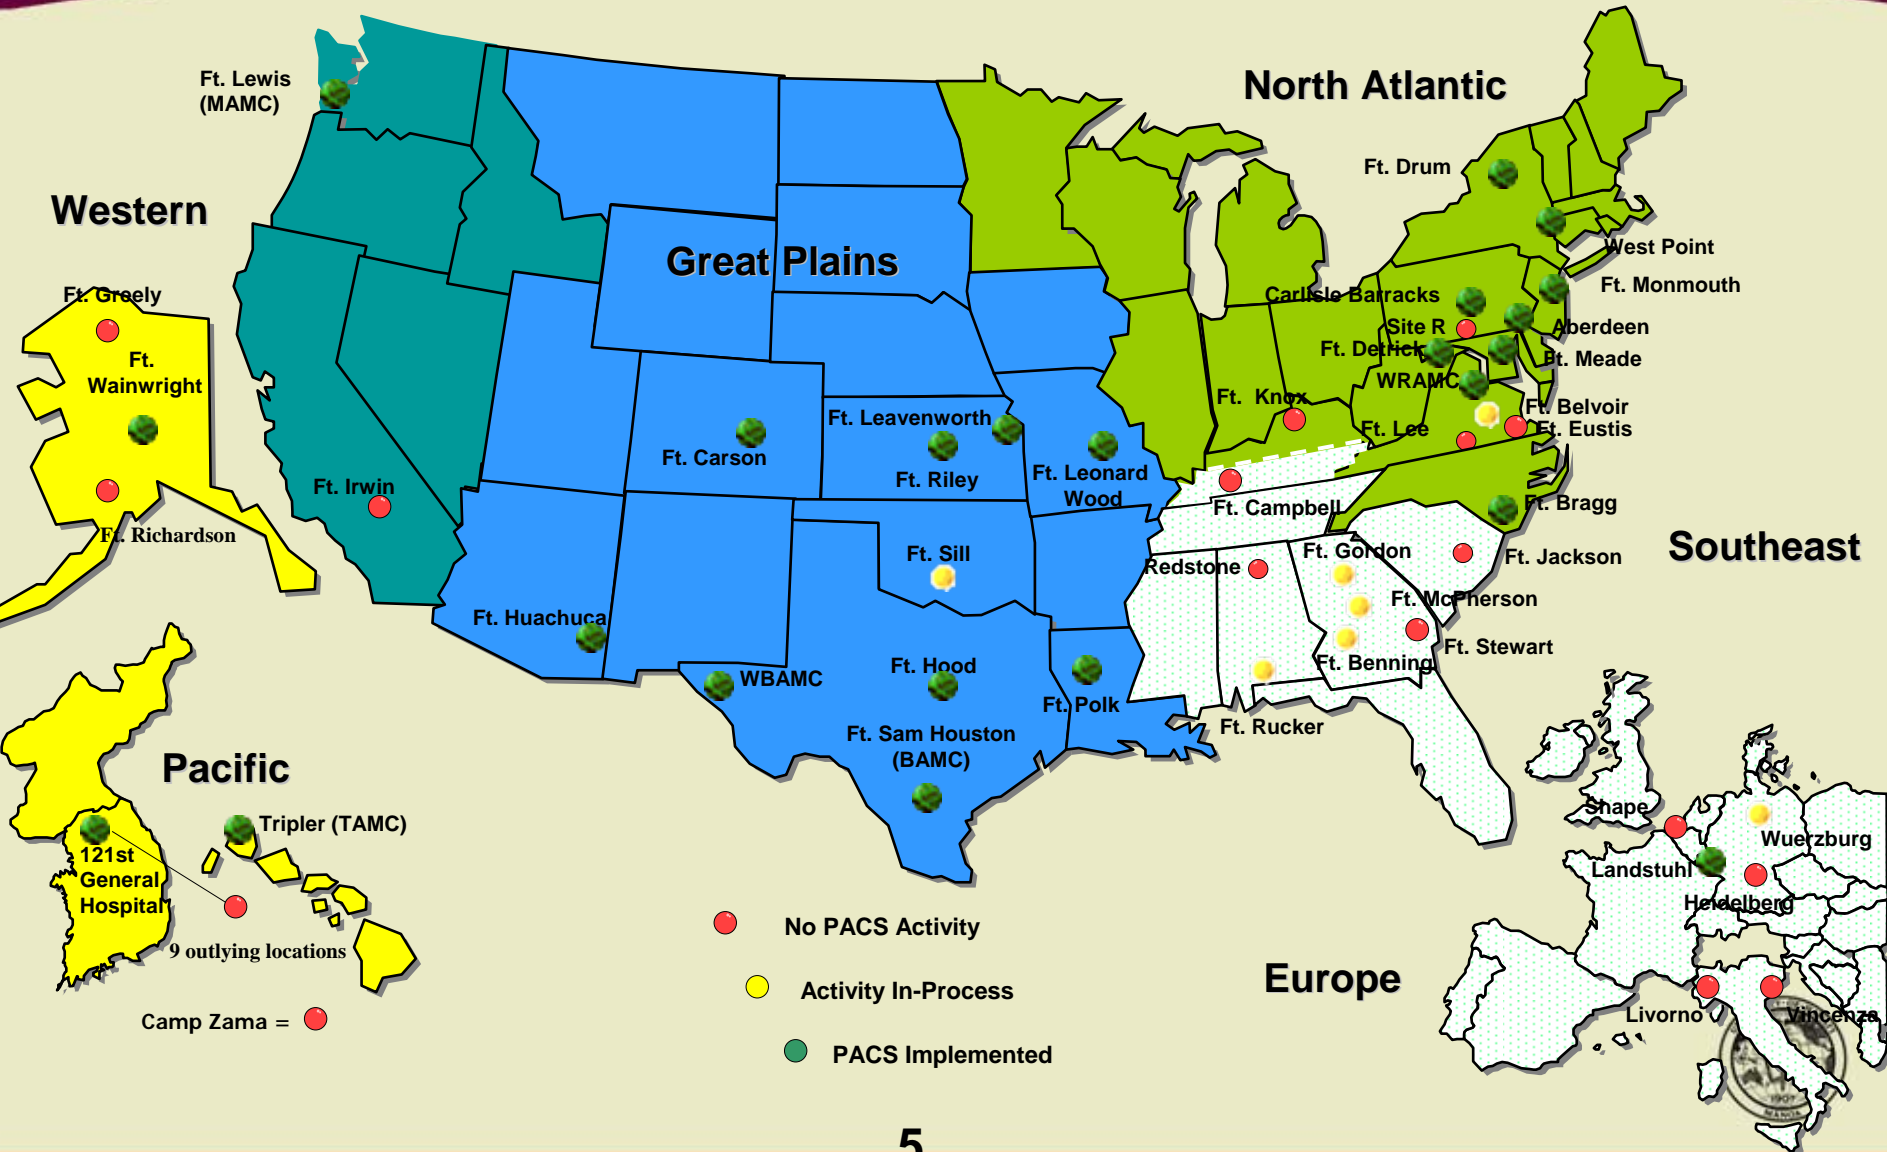 North Atlantic
Ft. Lewis
(MAMC)
Ft. Drum
Western
West Point
Great Plains
Ft. Monmouth
Ft. Greely
Carlisle Barracks
Site R
Aberdeen
Ft. Detrick
Ft. Meade
Ft.
Wainwright
WRAMC
Ft. Knox
Ft. Belvoir
Ft. Leavenworth
Ft. Lee
Ft. Eustis
Ft. Carson
Ft. Riley
Ft. Leonard
Wood
Ft. Irwin
Ft. Campbell
Ft. Bragg
Ft. Richardson
Southeast
Ft. Sill
Ft. Gordon
Ft. Jackson
Redstone
Ft. McPherson
Ft. Huachuca
Ft. Stewart
Ft. Hood
Ft. Benning
WBAMC
Ft. Polk
Ft. Rucker
Ft. Sam Houston
(BAMC)
Pacific
Shape
Tripler (TAMC)
Wuerzburg
121st
General
Hospital
Landstuhl
Heidelberg
9 outlying locations
No PACS Activity
Europe
Activity In-Process
Livorno
Vincenza
Camp Zama =
PACS Implemented
1907
5